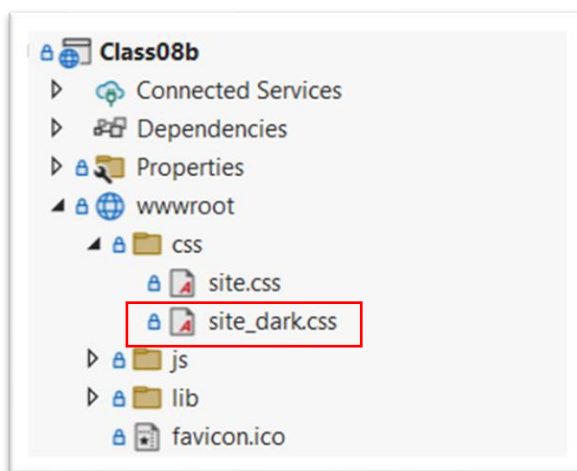 Class08b
Connected Services
Dependencies
Properties
wwwroot
css
site.css
site_dark.css
js
lib
favicon.ico